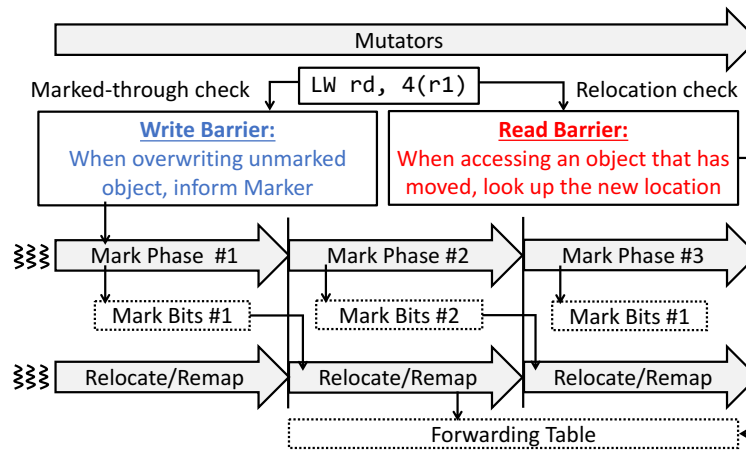 Mutators
Marked-through check
LW rd, 4(r1)
Relocation check
Write Barrier:
When overwriting unmarked
object, inform Marker
Read Barrier:
When accessing an object that has
moved, look up the new location
Mark Phase #1
Mark Phase #2
Mark Phase #3
Mark Bits #1
Mark Bits #2
Mark Bits #1
Relocate/Remap
Relocate/Remap
Relocate/Remap
Forwarding Table